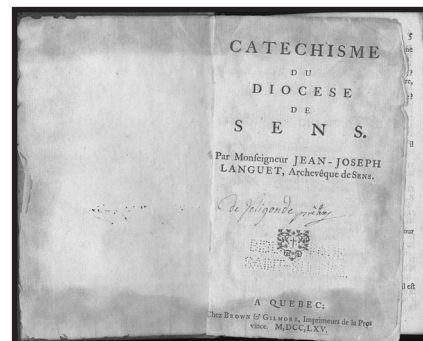 CATECHISME
DU
DIOCESE
DE
SENS.
Par Monſeigneur JEAN-JOSEPH
LANGUET, Archevêque de SENS.
A QUEBEC;
Chez BROWN & GILMORE, Imprimeurs de la Pro-
vince. M,DCC,LXV,
5